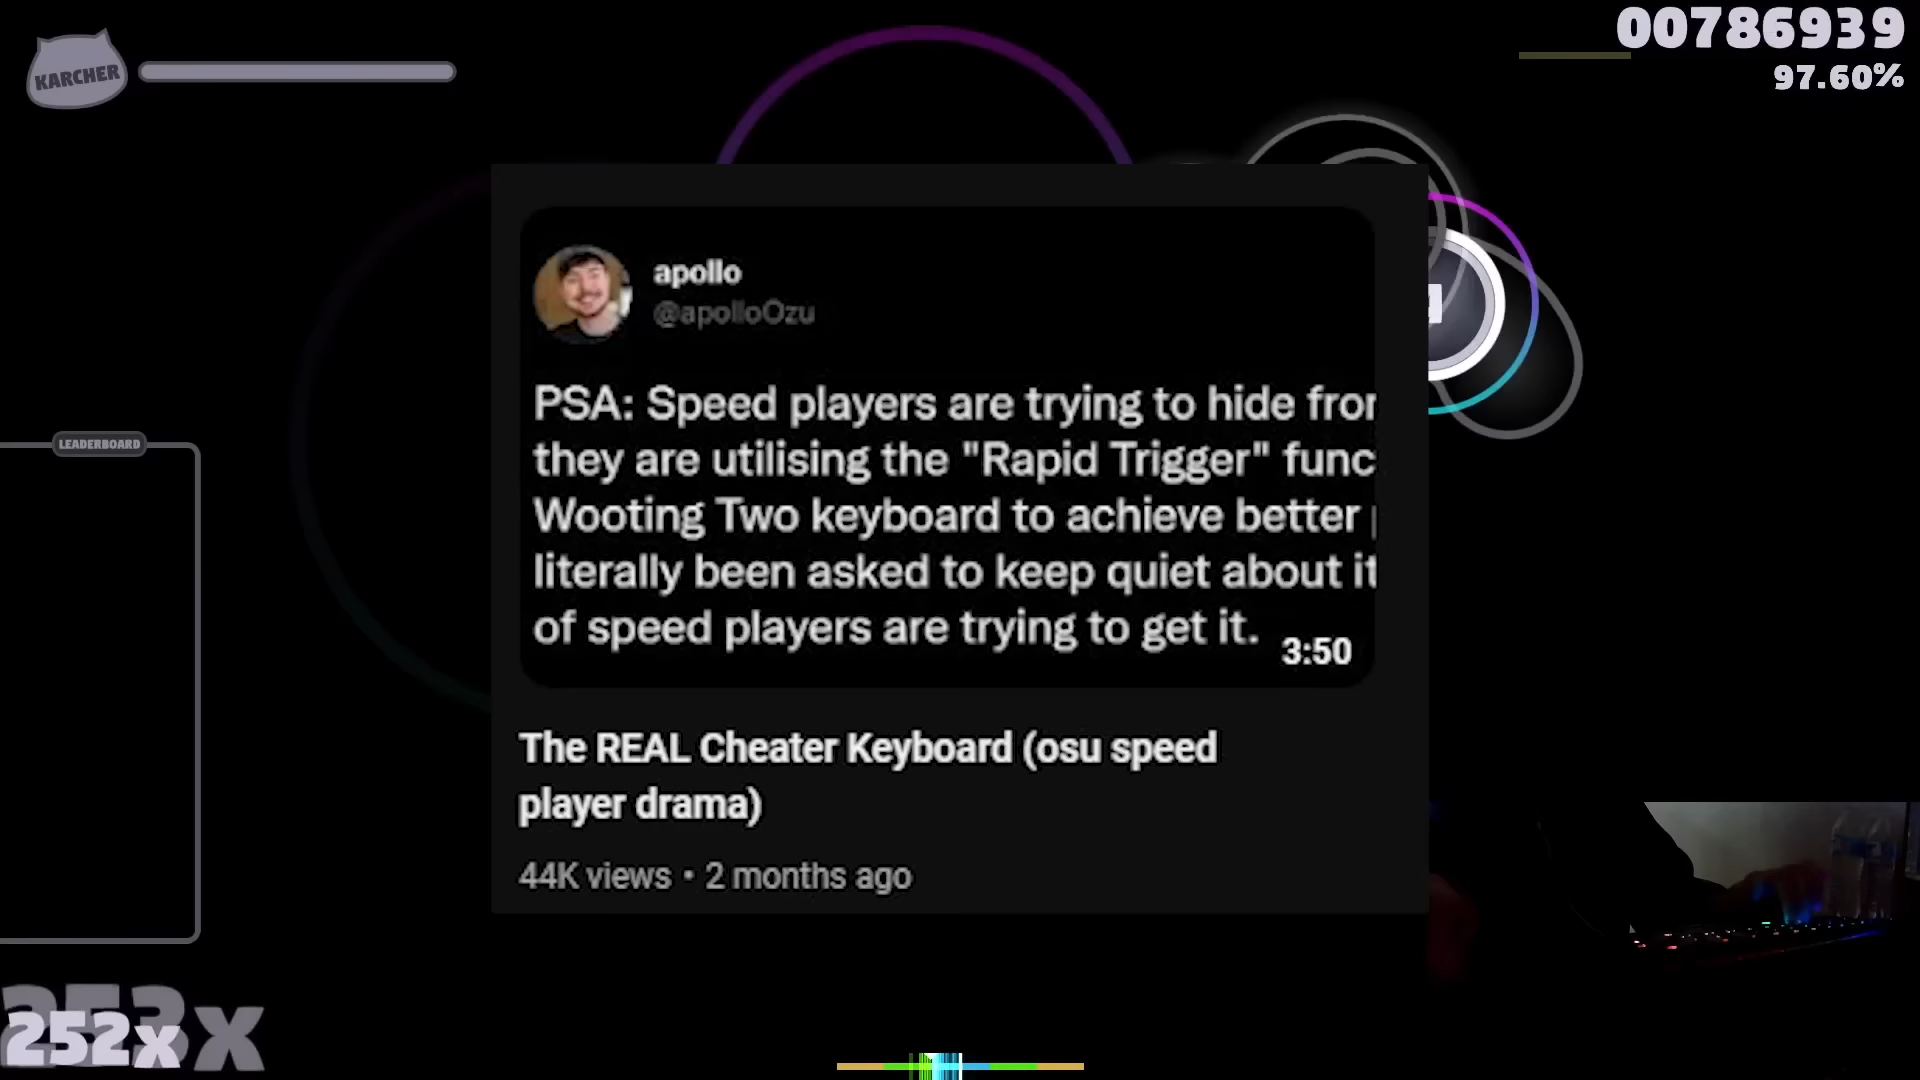 KARCHER
00786939
97.60%
apollo
@apolloOzu
PSA: Speed players are trying to hide
they are utilising the "Rapid Trigger" func
Wooting Two keyboard to achieve better
literally been asked to keep quiet about it
of speed players are trying to get it.
3:50
LEADERBOARD
The REAL Cheater Keyboard (osu speed
player drama)
44K views • 2 months ago
253x
252x